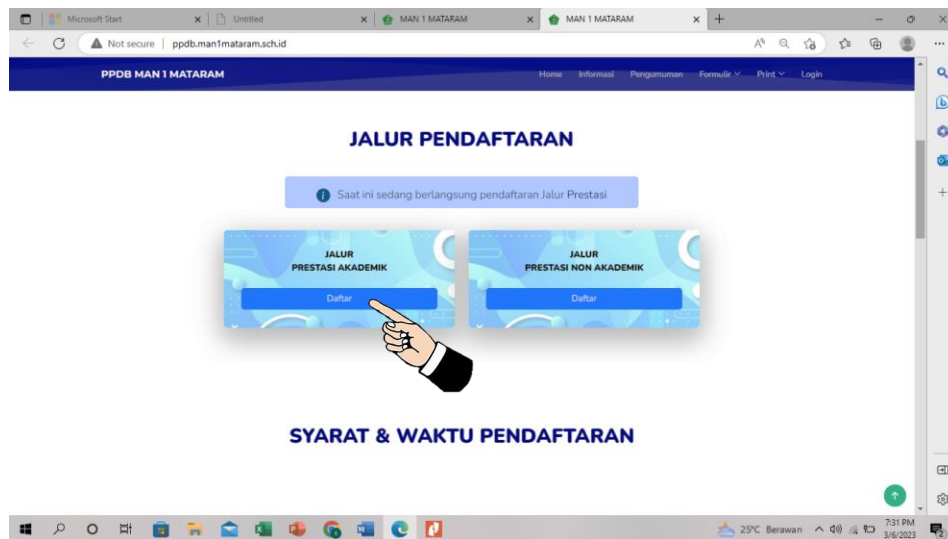 Microsoft Start
Untitled
MAN 1 MATARAM
MAN 1 MATARAM
Not secure
ppdb.man1mataram.sch.id
PPDB MAN 1 MATARAM
Home
Informasi
Pengumuman
Formulir
Print
Login
JALUR PENDAFTARAN
Saat ini sedang berlangsung pendaftaran Jalur Prestasi
JALUR
PRESTASI AKADEMIK
Daftar
JALUR
PRESTASI NON AKADEMIK
Daftar
SYARAT & WAKTU PENDAFTARAN
25°C Berawan
7:31 PM
3/6/2023